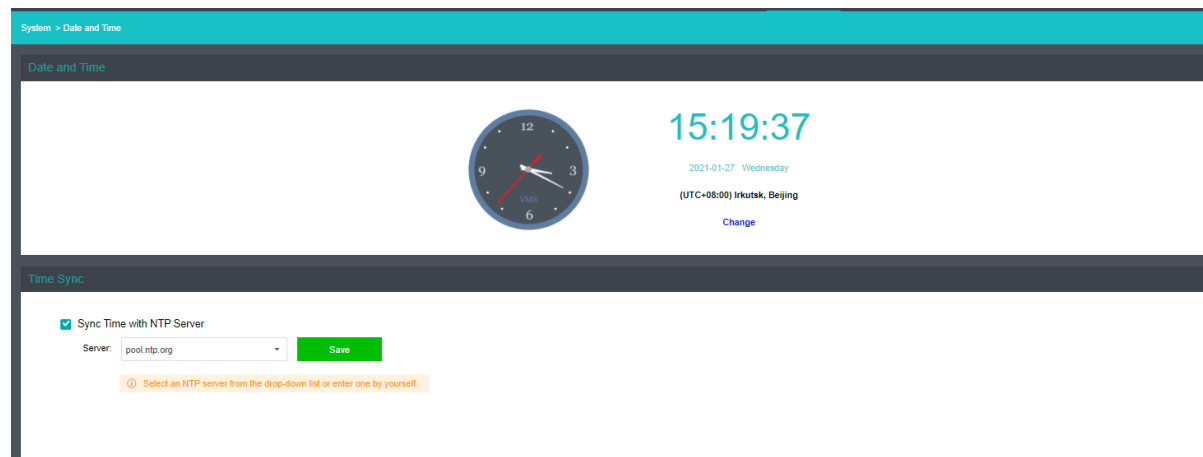 System > Date and Time
Date and Time
12
9
3
VMS
6
15:19:37
2021-01-27 Wednesday
(UTC+08:00) Irkutsk, Beijing
Change
Time Sync
Sync Time with NTP Server
Server: pool.ntp.org Save
Select an NTP server from the drop-down list or enter one by yourself.